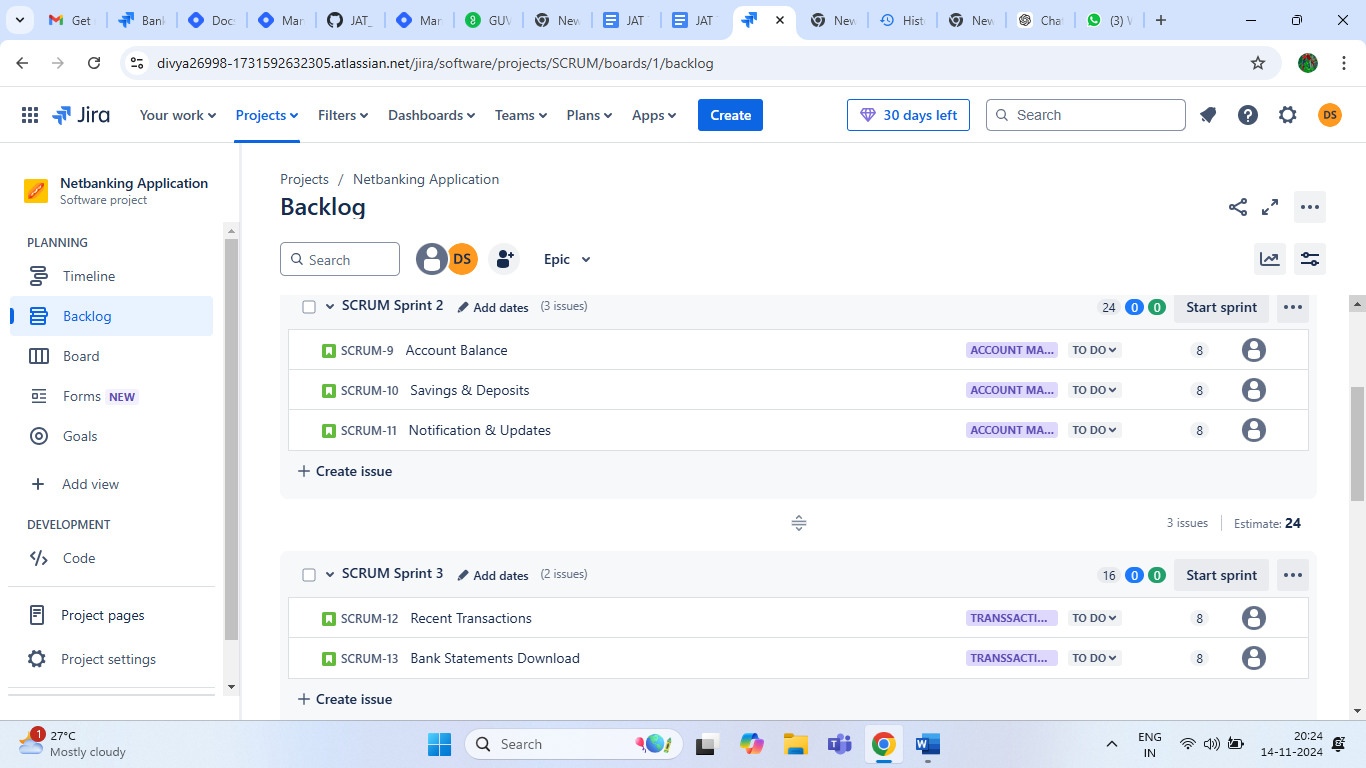 Get
Bank
Docs
Mar
JAT_
Mar
GUV
New
JAT
JAT
New
Hist
New
Cha
(3)
divya26998-1731592632305.atlassian.net/jira/software/projects/SCRUM/boards/1/backlog
Jira
Your work
Projects
Filters
Dashboards
Teams
Plans
Apps
Create
30 days left
Search
DS
Netbanking Application
Software project
PLANNING
Timeline
Backlog
Board
Forms NEW
Goals
Add view
DEVELOPMENT
Code
Project pages
Project settings
Projects / Netbanking Application
Backlog
Search
DS
Epic
SCRUM Sprint 2 Add dates (3 issues) 24 0 0 Start sprint
SCRUM-9 Account Balance ACCOUNT MA... TO DO 8
SCRUM-10 Savings & Deposits ACCOUNT MA... TO DO 8
SCRUM-11 Notification & Updates ACCOUNT MA... TO DO 8
+ Create issue
3 issues Estimate: 24
SCRUM Sprint 3 Add dates (2 issues) 16 0 0 Start sprint
SCRUM-12 Recent Transactions TRANSSACTI... TO DO 8
SCRUM-13 Bank Statements Download TRANSSACTI... TO DO 8
+ Create issue
1
27°C
Mostly cloudy
Search
ENG
IN
20:24
14-11-2024